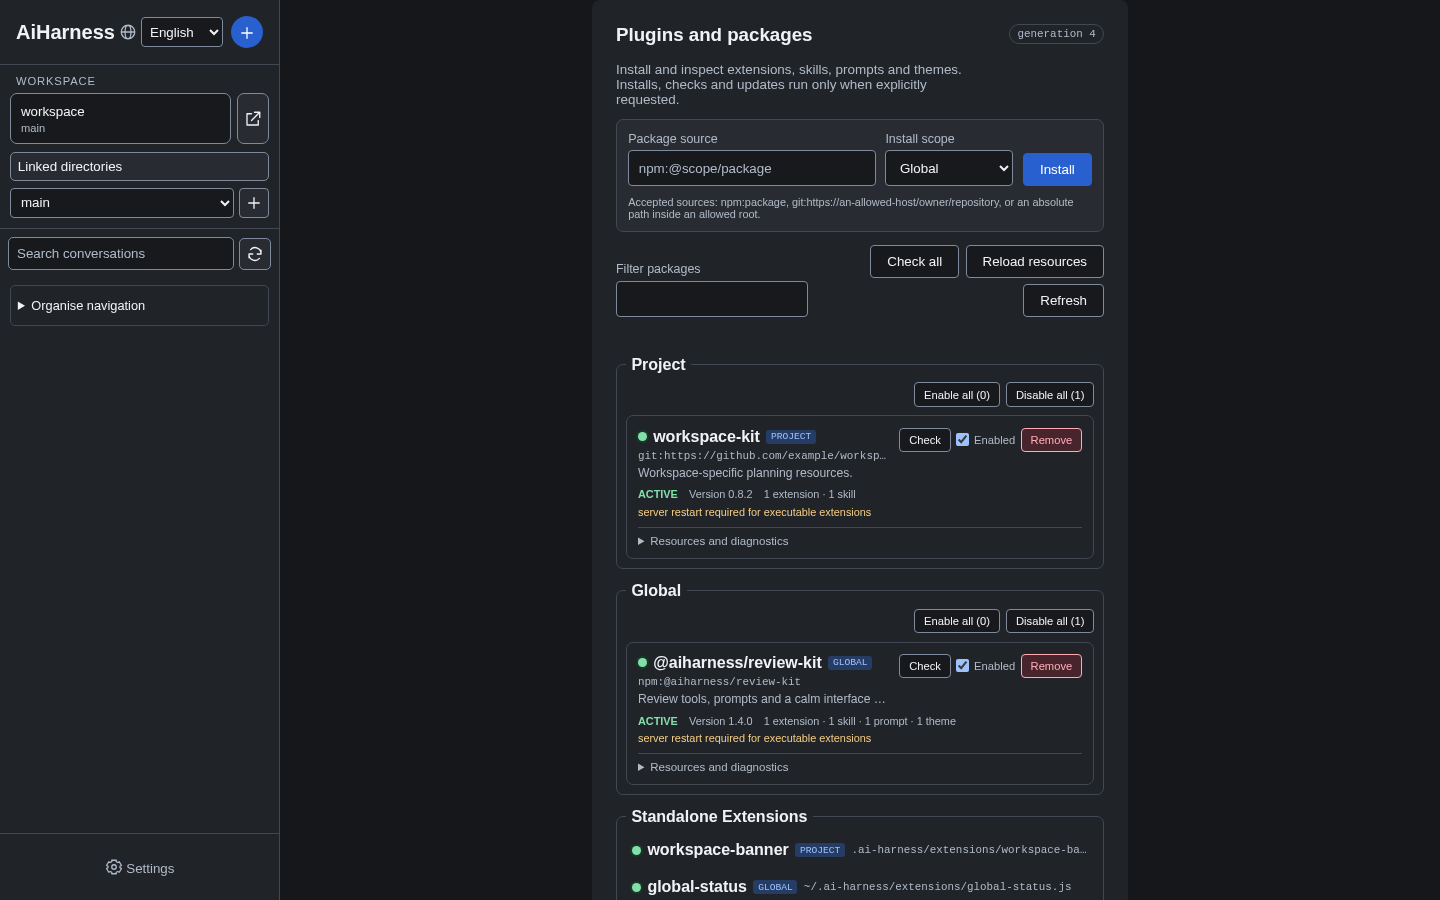 AiHarness
English
WORKSPACE
workspace
main
Linked directories
main
Search conversations
Organise navigation
Settings
Plugins and packages
generation 4
Install and inspect extensions, skills, prompts and themes.
Installs, checks and updates run only when explicitly
requested.
Package source
Install scope
npm:@scope/package
Global
Install
Accepted sources: npm:package, git:https://an-allowed-host/owner/repository, or an absolute
path inside an allowed root.
Check all
Reload resources
Filter packages
Refresh
Project
Enable all (0)
Disable all (1)
workspace-kit
PROJECT
Check
Enabled
Remove
git:https://github.com/example/worksp…
Workspace-specific planning resources.
ACTIVE
Version 0.8.2
1 extension · 1 skill
server restart required for executable extensions
Resources and diagnostics
Global
Enable all (0)
Disable all (1)
@aiharness/review-kit
GLOBAL
Check
Enabled
Remove
npm:@aiharness/review-kit
Review tools, prompts and a calm interface …
ACTIVE
Version 1.4.0
1 extension · 1 skill · 1 prompt · 1 theme
server restart required for executable extensions
Resources and diagnostics
Standalone Extensions
workspace-banner
PROJECT
.ai-harness/extensions/workspace-ba…
global-status
GLOBAL
~/.ai-harness/extensions/global-status.js